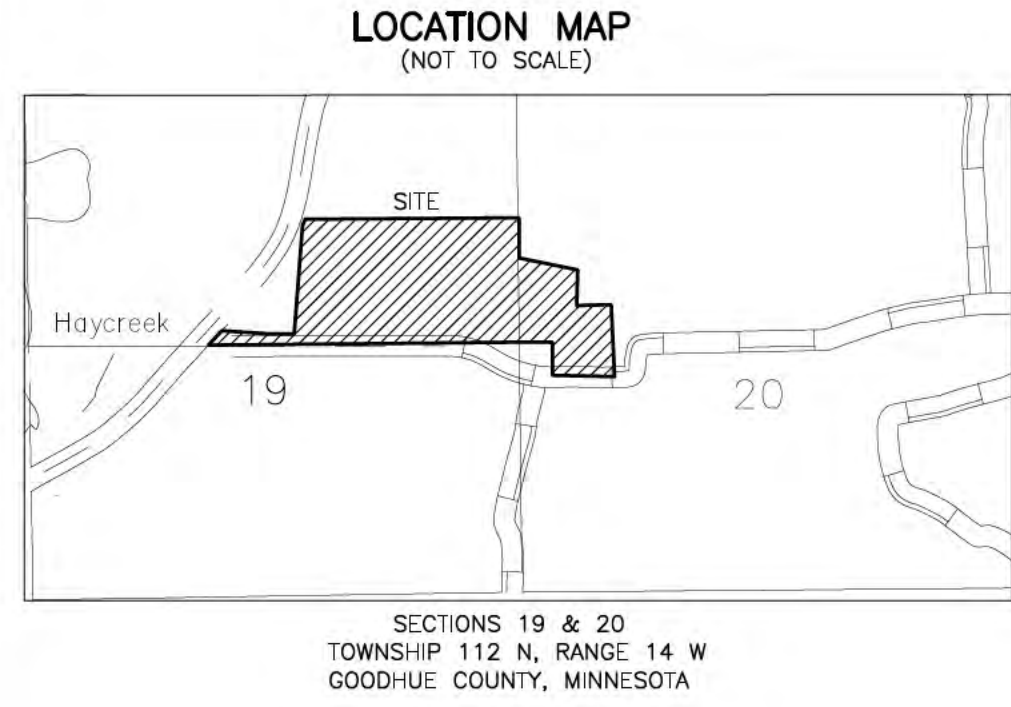 LOCATION MAP
(NOT TO SCALE)
SITE
Haycreek
19
20
SECTIONS 19 & 20
TOWNSHIP 112 N, RANGE 14 W
GOODHUE COUNTY, MINNESOTA